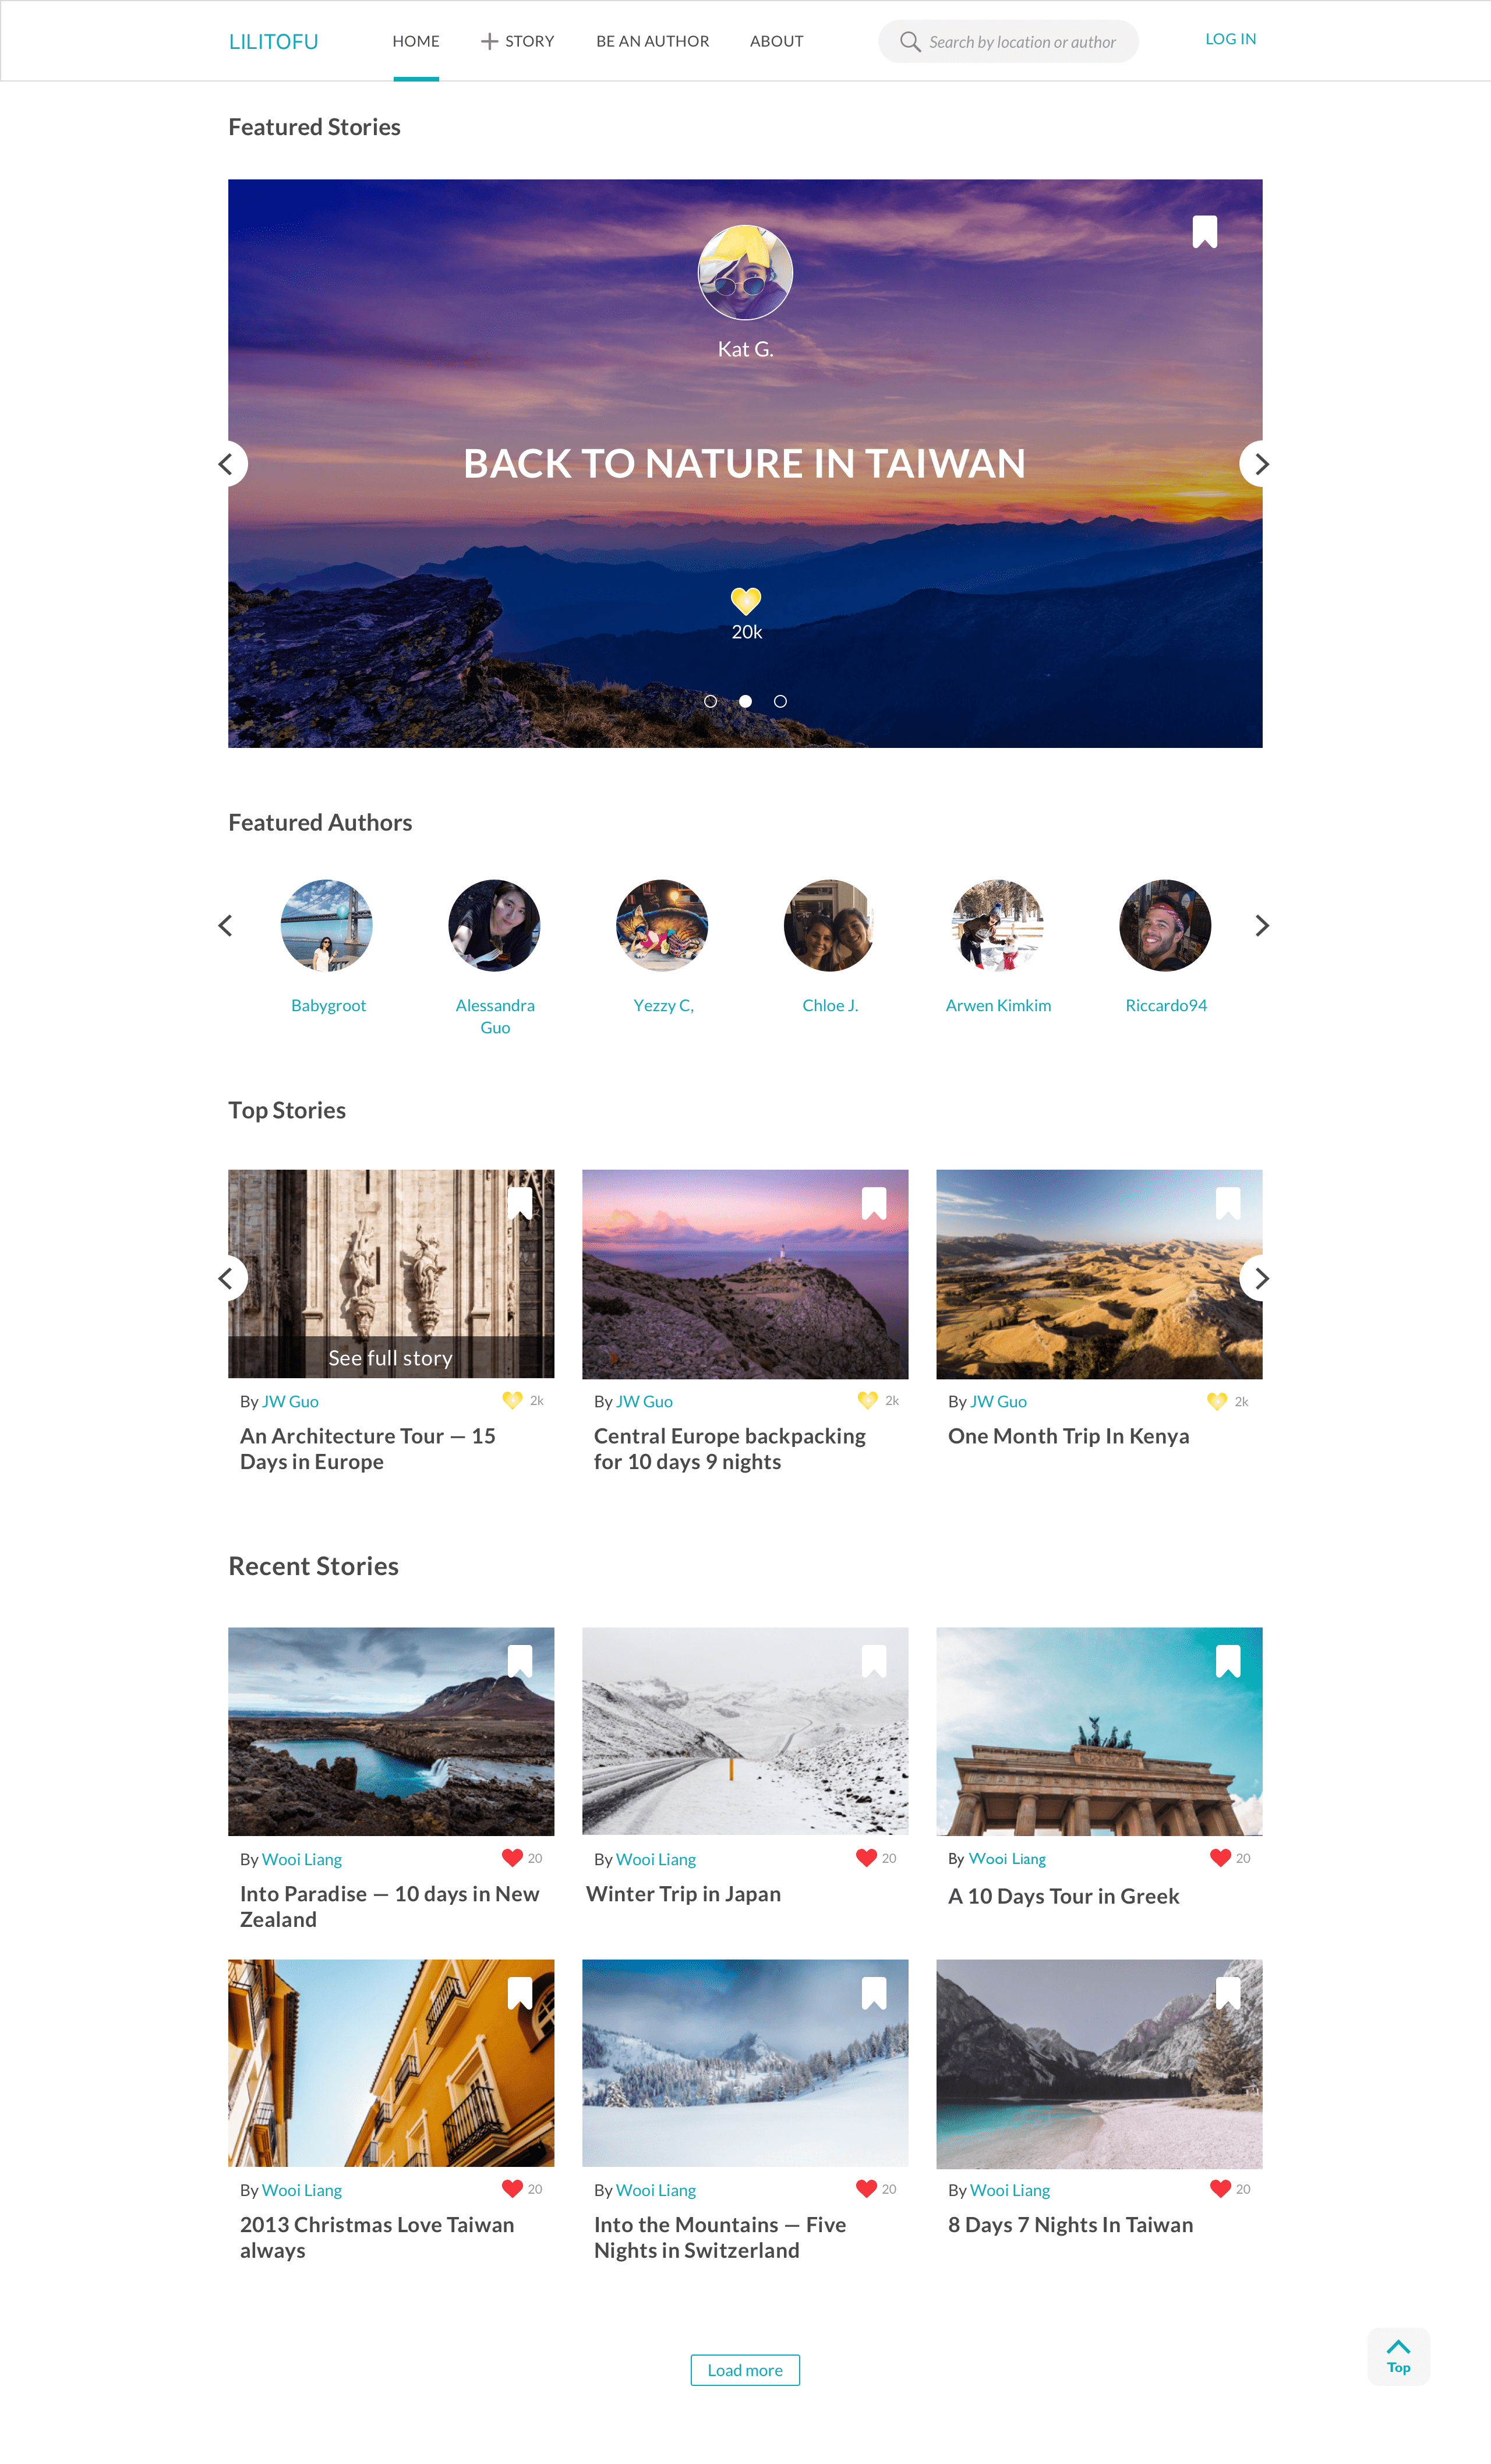 LILITOFU
HOME
STORY
BE AN AUTHOR
ABOUT
Search by location or author
LOG IN
Featured Stories
Kat G.
BACK TO NATURE IN TAIWAN
20k
Featured Authors
Babygroot
Alessandra
Guo
Yezzy C,
Chloe J.
Arwen Kimkim
Riccardo94
Top Stories
See full story
By JW Guo
2k
An Architecture Tour — 15
Days in Europe
By JW Guo
2k
Central Europe backpacking
for 10 days 9 nights
By JW Guo
2k
One Month Trip In Kenya
Recent Stories
By Wooi Liang
20
Into Paradise — 10 days in New
Zealand
By Wooi Liang
20
Winter Trip in Japan
By Wooi Liang
20
A 10 Days Tour in Greek
By Wooi Liang
20
2013 Christmas Love Taiwan
always
By Wooi Liang
20
Into the Mountains — Five
Nights in Switzerland
By Wooi Liang
20
8 Days 7 Nights In Taiwan
Load more
Top